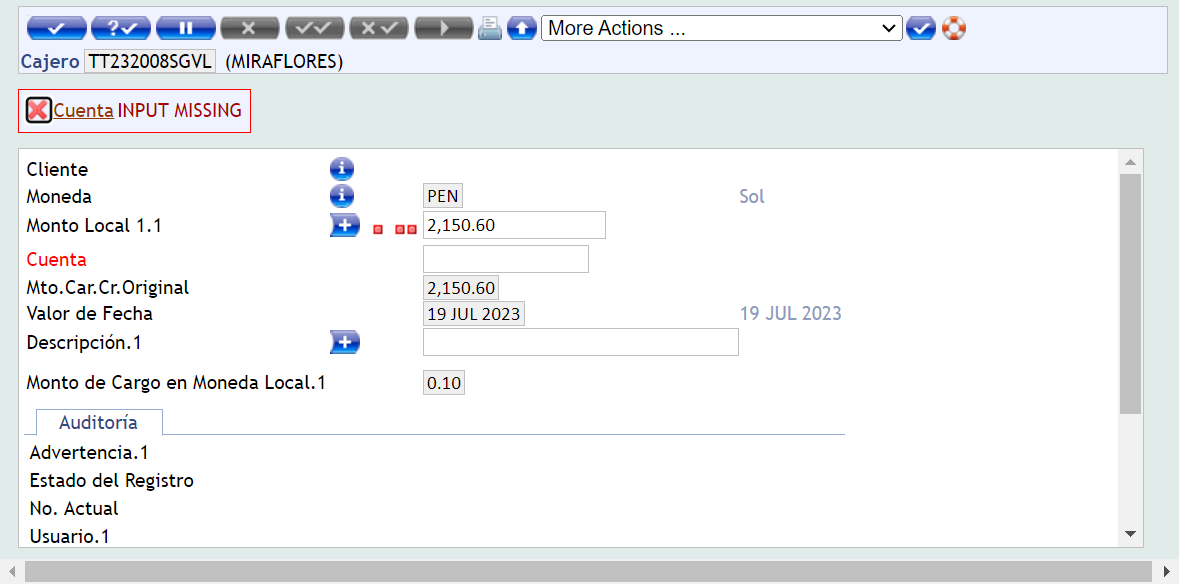 More Actions ...
Cajero TT232008SGVL (MIRAFLORES)
Cuenta INPUT MISSING
Cliente
Moneda PEN Sol
Monto Local 1.1 2,150.60
Cuenta
Mto.Car.Cr.Original 2,150.60
Valor de Fecha 19 JUL 2023 19 JUL 2023
Descripción.1
Monto de Cargo en Moneda Local.1 0.10
Auditoría
Advertencia.1
Estado del Registro
No. Actual
Usuario.1